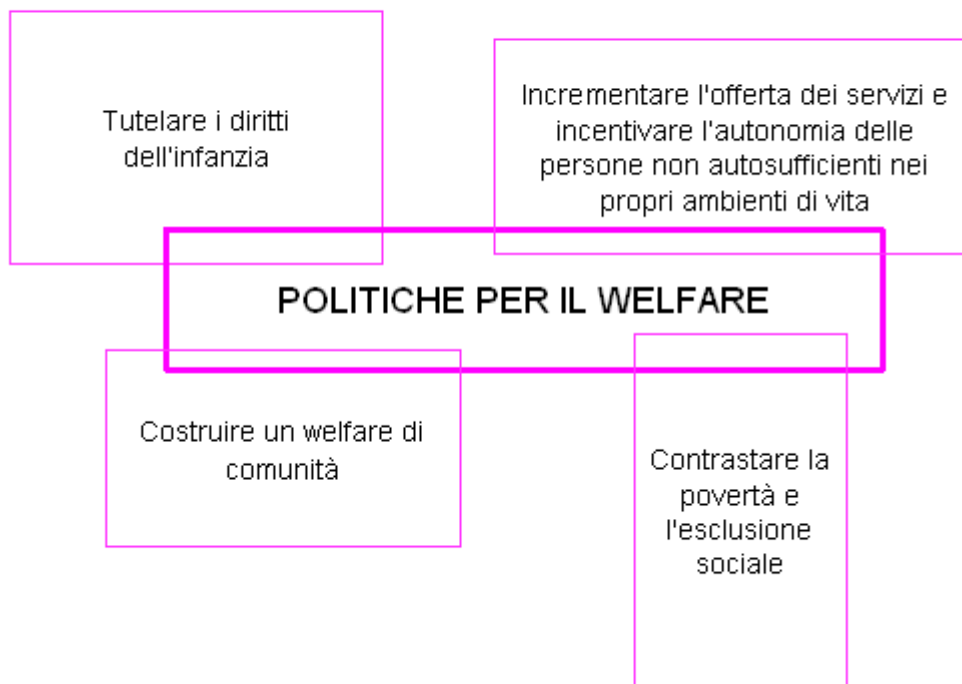 Tutelare i diritti
dell'infanzia
Incrementare l'offerta dei servizi e
incentivare l'autonomia delle
persone non autosufficienti nei
propri ambienti di vita
POLITICHE PER IL WELFARE
Costruire un welfare di
comunità
Contrastare la
povertà e
l'esclusione
sociale